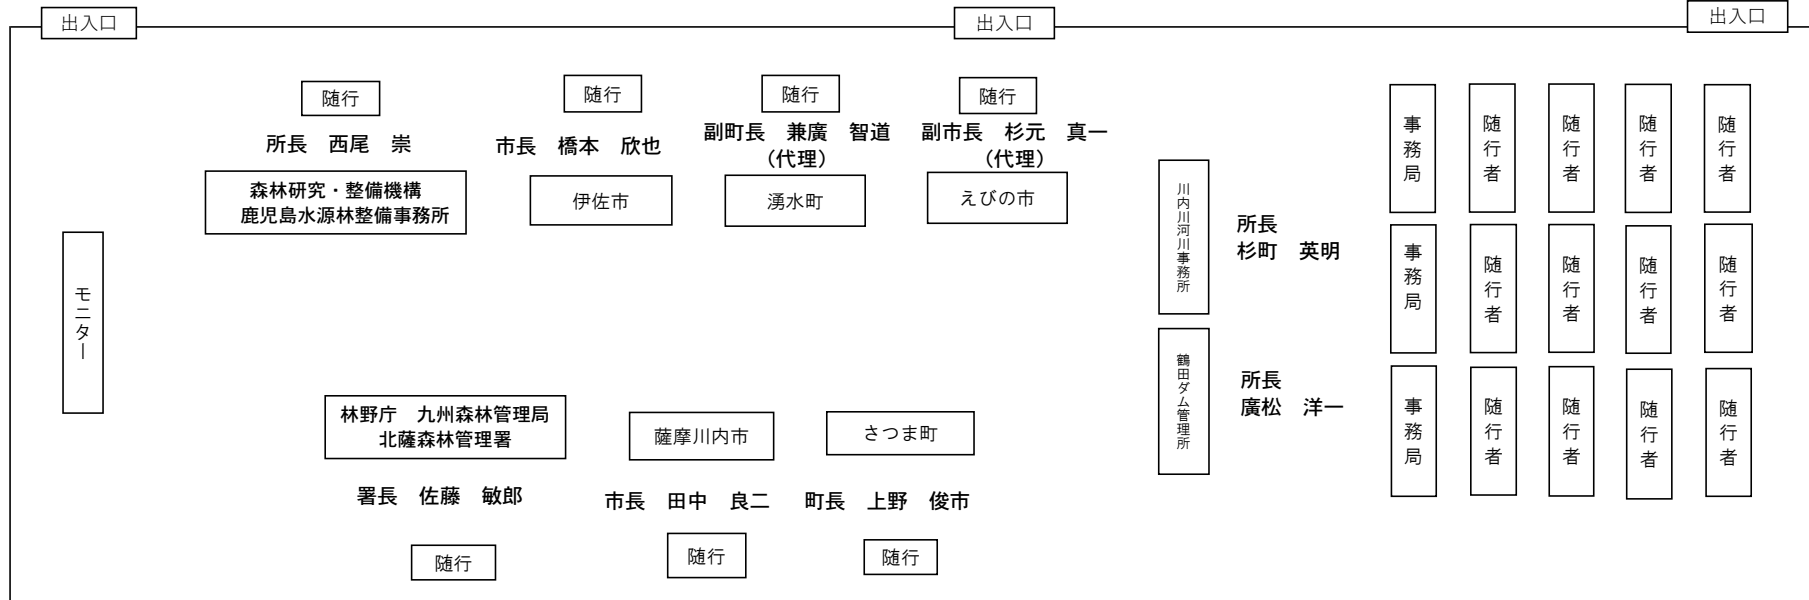 出入口
出入口
出入口
随行
随行
随行
随行
所長　西尾　崇
市長　橋本　欣也
副町長　兼廣　智道
（代理）
副市長　杉元　真一
（代理）
森林研究・整備機構
鹿児島水源林整備事務所
伊佐市
湧水町
えびの市
モニター
川内川河川事務所
所長
杉町　英明
鶴田ダム管理所
所長
廣松　洋一
林野庁　九州森林管理局
北薩森林管理署
薩摩川内市
さつま町
署長　佐藤　敏郎
市長　田中　良二
町長　上野　俊市
随行
随行
随行
事務局
随行者
随行者
随行者
随行者
事務局
随行者
随行者
随行者
随行者
事務局
随行者
随行者
随行者
随行者